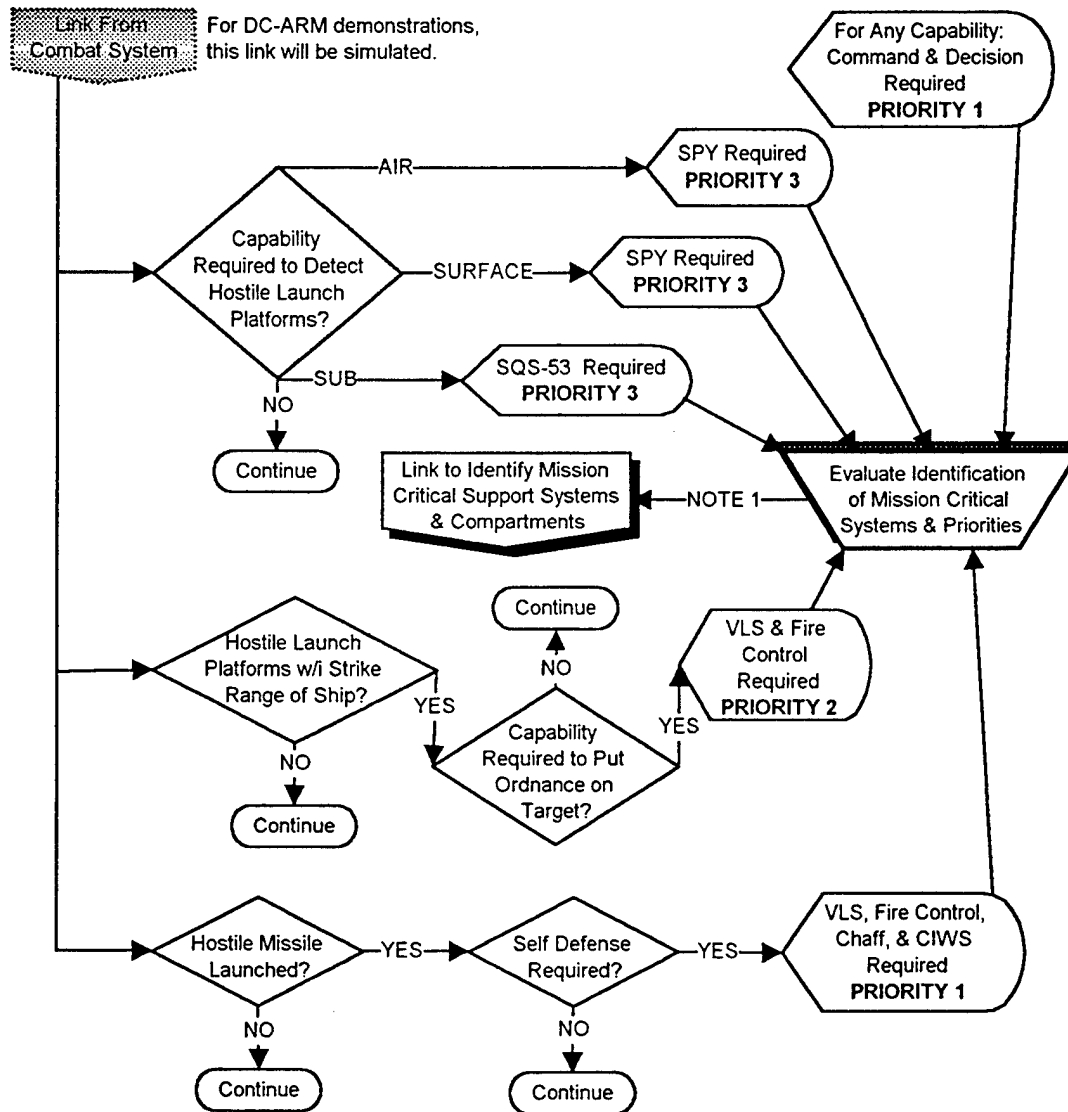 Link From
Combat System
For DC-ARM demonstrations,
this link will be simulated.
For Any Capability:
Command & Decision
Required
PRIORITY 1
AIR
SPY Required
PRIORITY 3
Capability
Required to Detect
Hostile Launch
Platforms?
SURFACE
SPY Required
PRIORITY 3
SUB
SQS-53 Required
PRIORITY 3
NO
Continue
Link to Identify Mission
Critical Support Systems
& Compartments
NOTE 1
Evaluate Identification
of Mission Critical
Systems & Priorities
Hostile Launch
Platforms w/i Strike
Range of Ship?
YES
NO
Continue
Continue
NO
Capability
Required to Put
Ordnance on
Target?
YES
VLS & Fire
Control
Required
PRIORITY 2
Hostile Missile
Launched?
YES
NO
Continue
Self Defense
Required?
YES
NO
Continue
VLS, Fire Control,
Chaff, & CIWS
Required
PRIORITY 1